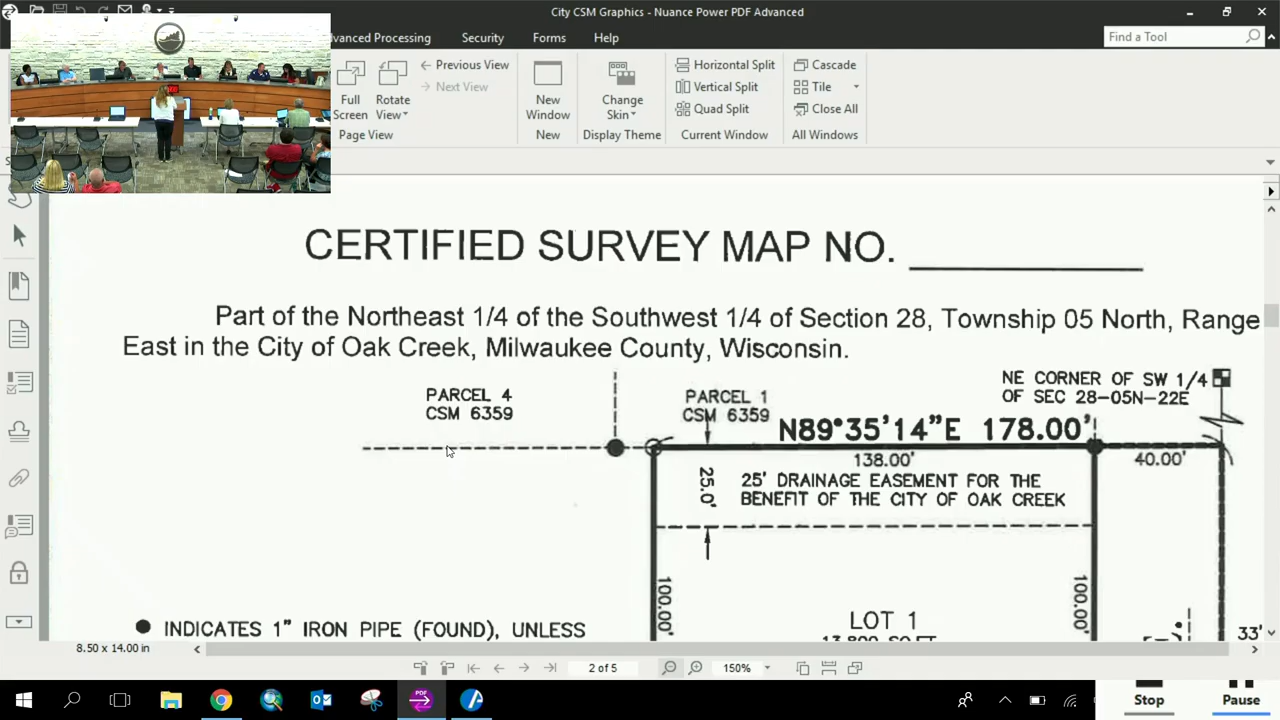 City CSM Graphics - Nuance Power PDF Advanced
Advanced Processing
Security
Forms
Help
Find a Tool
Full Screen
Rotate View
Previous View
Next View
Page View
New Window
New
Change Skin
Display Theme
Horizontal Split
Vertical Split
Quad Split
Current Window
Cascade
Tile
Close All
All Windows
CERTIFIED SURVEY MAP NO.
Part of the Northeast 1/4 of the Southwest 1/4 of Section 28, Township 05 North, Range
East in the City of Oak Creek, Milwaukee County, Wisconsin.
PARCEL 4
CSM 6359
PARCEL 1
CSM 6359
NE CORNER OF SW 1/4
OF SEC 28-05N-22E
N89°35'14"E 178.00'
138.00'
40.00'
25.0'
25' DRAINAGE EASEMENT FOR THE
BENEFIT OF THE CITY OF OAK CREEK
100.00'
100.00'
LOT 1
33'
INDICATES 1" IRON PIPE (FOUND), UNLESS
8.50 x 14.00 in
2 of 5
150%
Stop
Pause